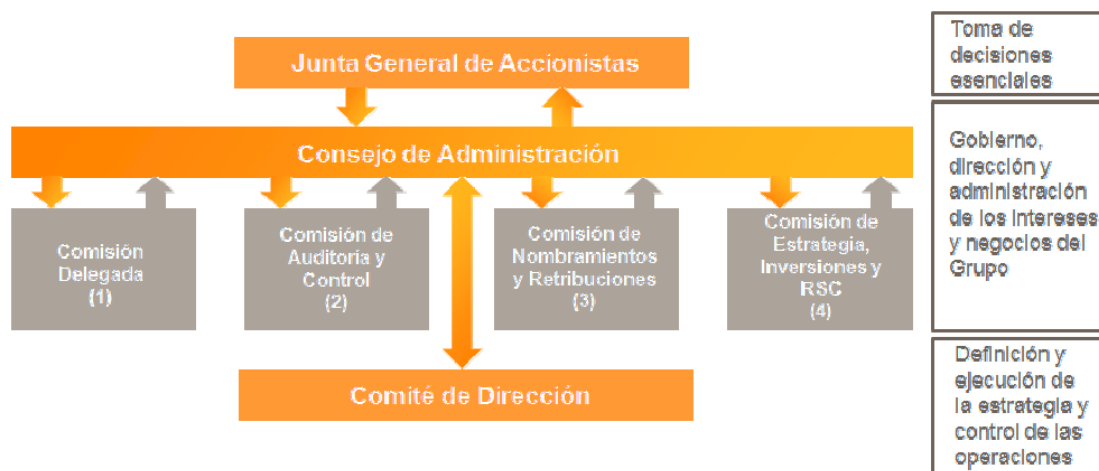 Junta General de Accionistas
Consejo de Administración
Comisión
Delegada
(1)
Comisión de
Auditoría y
Control
(2)
Comisión de
Nombramientos
y Retribuciones
(3)
Comisión de
Estrategia,
Inversiones y
RSC
(4)
Comité de Dirección
Toma de
decisiones
esenciales
Gobierno,
dirección y
administración
de los intereses
y negocios del
Grupo
Definición y
ejecución de
la estrategia y
control de las
operaciones